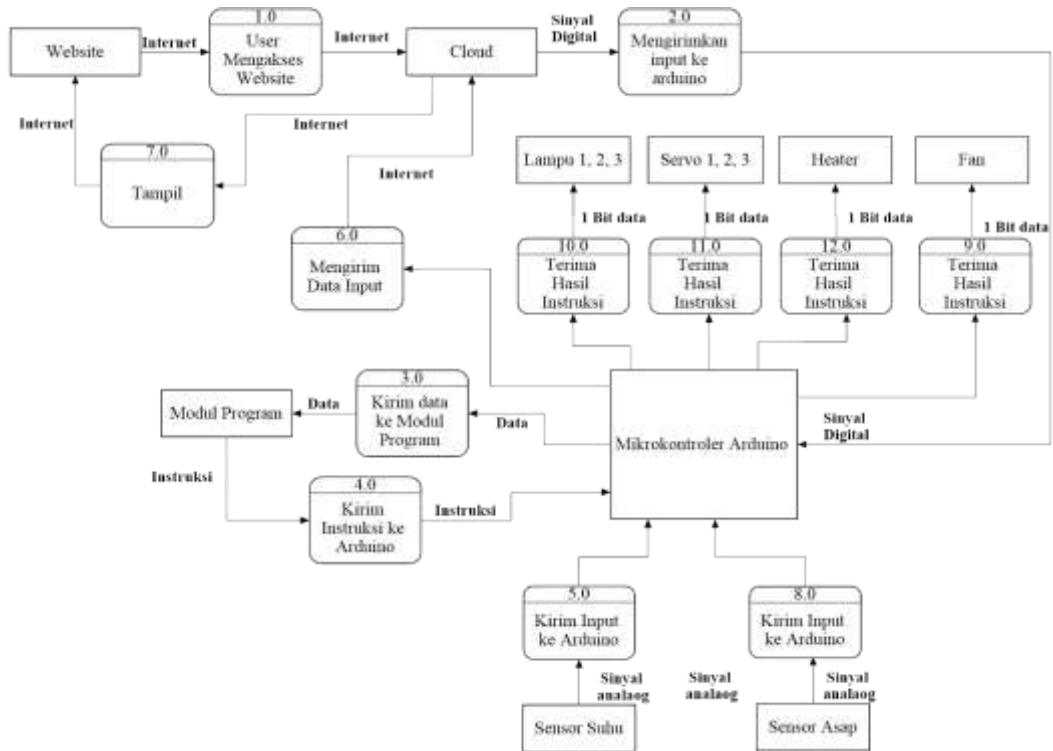 Website
Internet
1.0
User
Mengakses
Website
Internet
Cloud
Sinyal
Digital
2.0
Mengirimkan
input ke
arduino
Internet
7.0
Tampil
Internet
Internet
6.0
Mengirim
Data Input
Lampu 1, 2, 3
Servo 1, 2, 3
Heater
Fan
1 Bit data
1 Bit data
1 Bit data
1 Bit data
10.0
Terima
Hasil
Instruksi
11.0
Terima
Hasil
Instruksi
12.0
Terima
Hasil
Instruksi
9.0
Terima
Hasil
Instruksi
Modul Program
Data
3.0
Kirim data
ke Modul
Program
Data
Mikrokontroler Arduino
Sinyal
Digital
Instruksi
4.0
Kirim
Instruksi ke
Arduino
Instruksi
5.0
Kirim Input
ke Arduino
8.0
Kirim Input
ke Arduino
Sinyal
analaog
Sinyal
analaog
Sinyal
analaog
Sensor Suhu
Sensor Asap